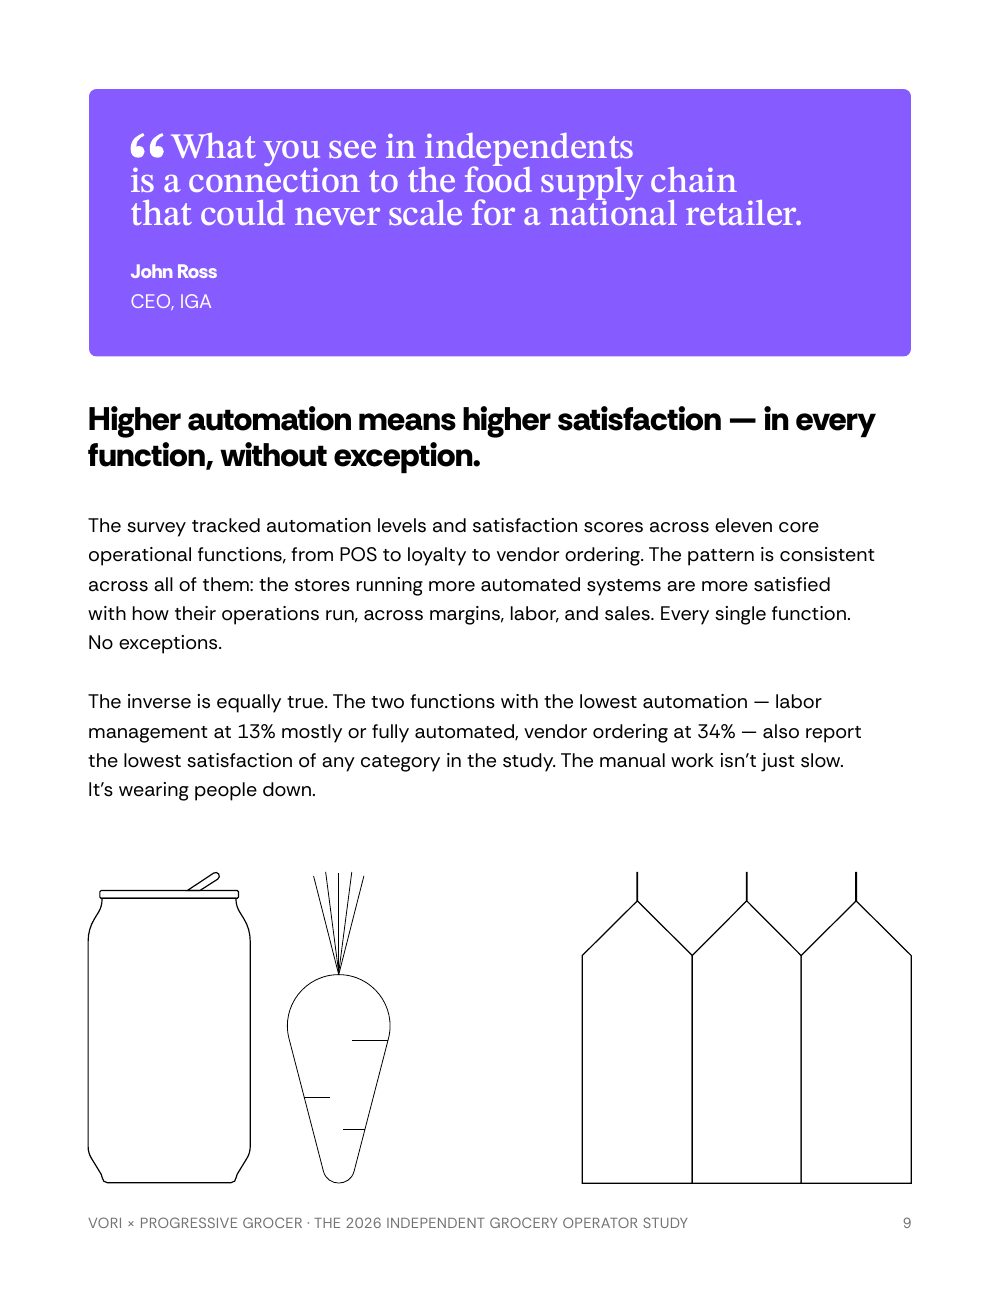 “ What you see in independents
is a connection to the food supply chain
that could never scale for a national retailer.
John Ross
CEO, IGA
Higher automation means higher satisfaction — in every
function, without exception.
The survey tracked automation levels and satisfaction scores across eleven core
operational functions, from POS to loyalty to vendor ordering. The pattern is consistent
across all of them: the stores running more automated systems are more satisfied
with how their operations run, across margins, labor, and sales. Every single function.
No exceptions.
The inverse is equally true. The two functions with the lowest automation — labor
management at 13% mostly or fully automated, vendor ordering at 34% — also report
the lowest satisfaction of any category in the study. The manual work isn’t just slow.
It’s wearing people down.
VORI × PROGRESSIVE GROCER · THE 2026 INDEPENDENT GROCERY OPERATOR STUDY 9